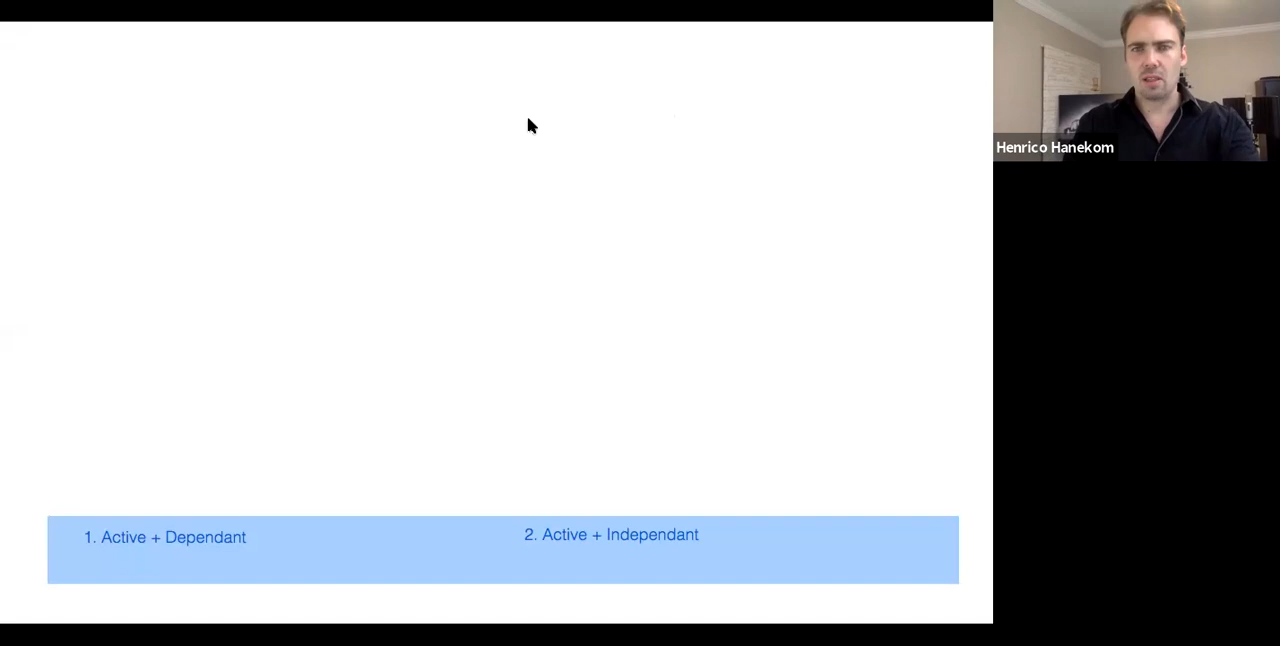 Henrico Hanekom
1. Active + Dependant
2. Active + Independant